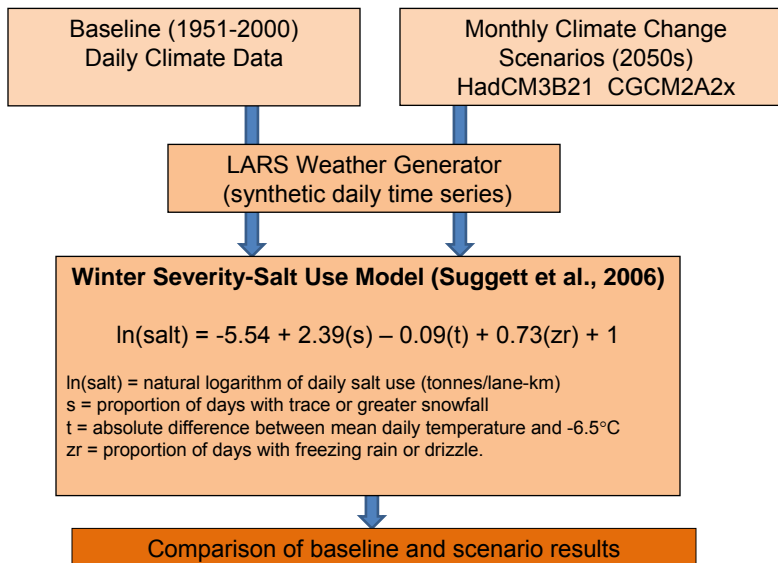 Baseline (1951-2000)
Daily Climate Data
Monthly Climate Change
Scenarios (2050s)
HadCM3B21 CGCM2A2x
LARS Weather Generator
(synthetic daily time series)
Winter Severity-Salt Use Model (Suggett et al., 2006)
ln(salt) = -5.54 + 2.39(s) – 0.09(t) + 0.73(zr) + 1
ln(salt) = natural logarithm of daily salt use (tonnes/lane-km)
s = proportion of days with trace or greater snowfall
t = absolute difference between mean daily temperature and -6.5°C
zr = proportion of days with freezing rain or drizzle.
Comparison of baseline and scenario results